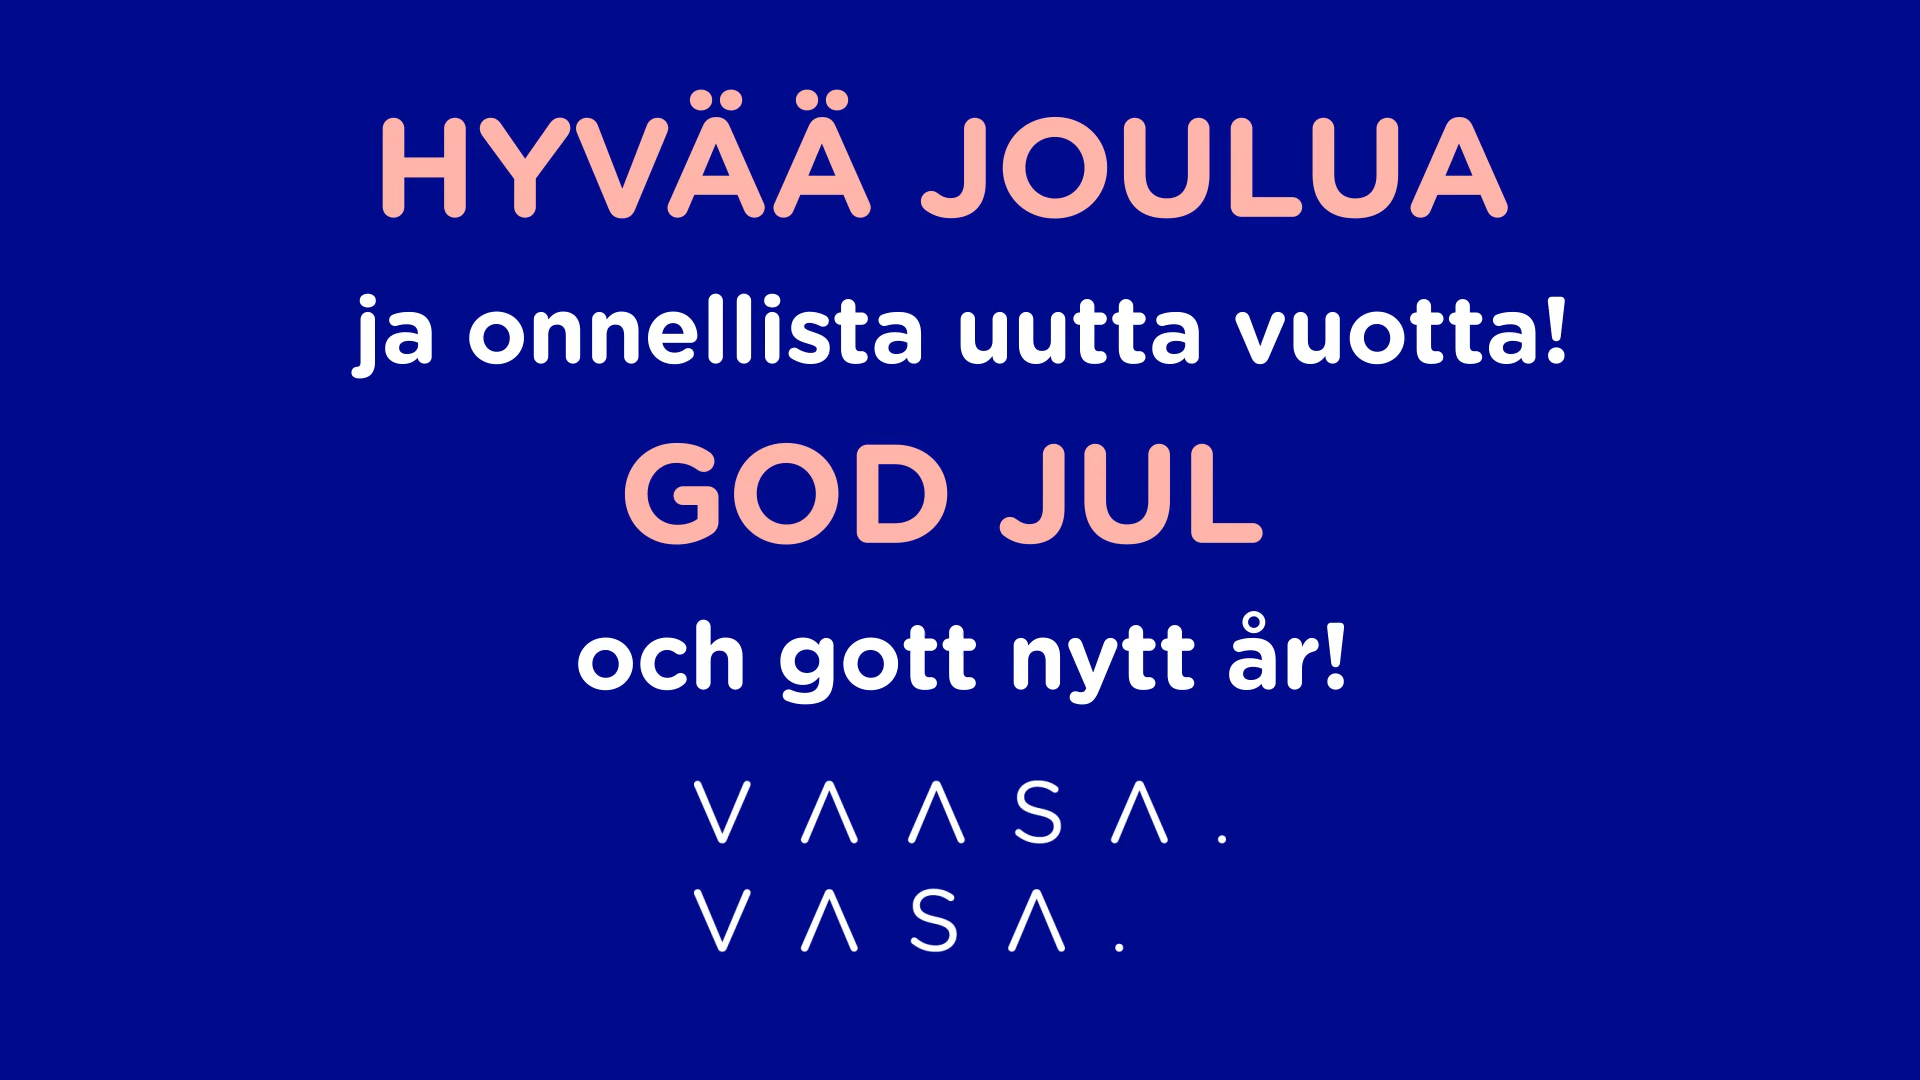 HYVÄÄ JOULUA
ja onnellista uutta vuotta!
GOD JUL
och gott nytt år!
VAASA.
VASA.